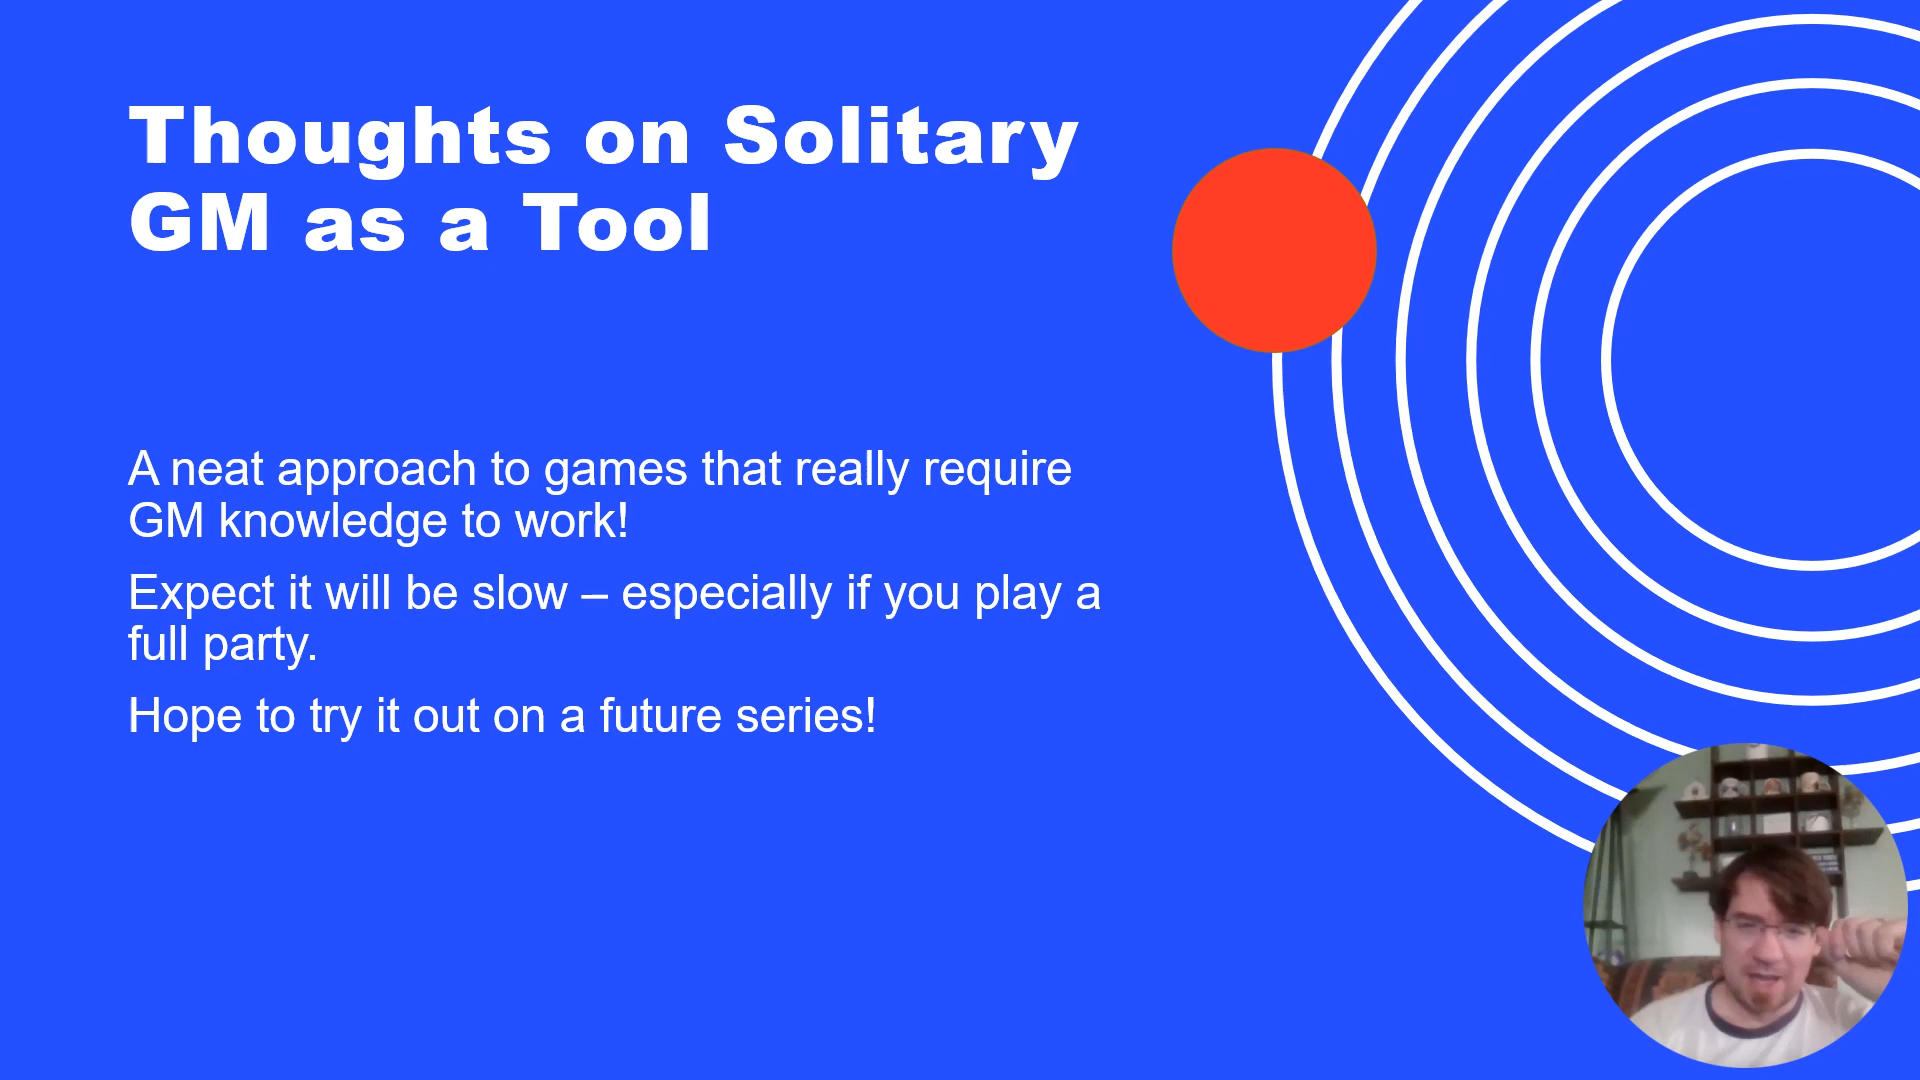 Thoughts on Solitary
GM as a Tool
A neat approach to games that really require
GM knowledge to work!
Expect it will be slow – especially if you play a
full party.
Hope to try it out on a future series!